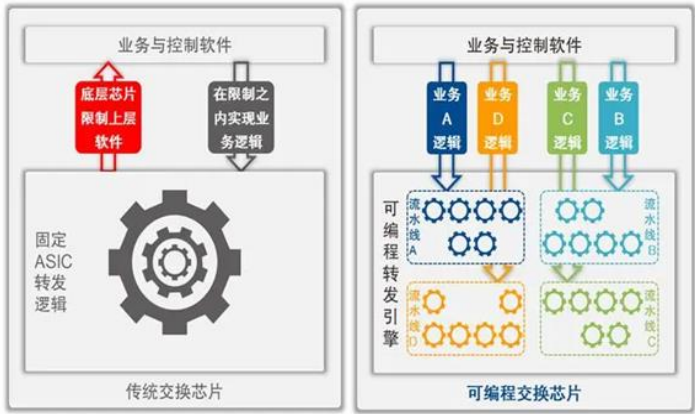 业务与控制软件
底层芯片
限制上层
软件
在限制之
内实现业
务逻辑
固定
ASIC
转发
逻辑
传统交换芯片
业务与控制软件
业务
A
逻辑
业务
D
逻辑
业务
C
逻辑
业务
B
逻辑
可编程转发引擎
流水线A
流水线B
流水线D
流水线C
可编程交换芯片